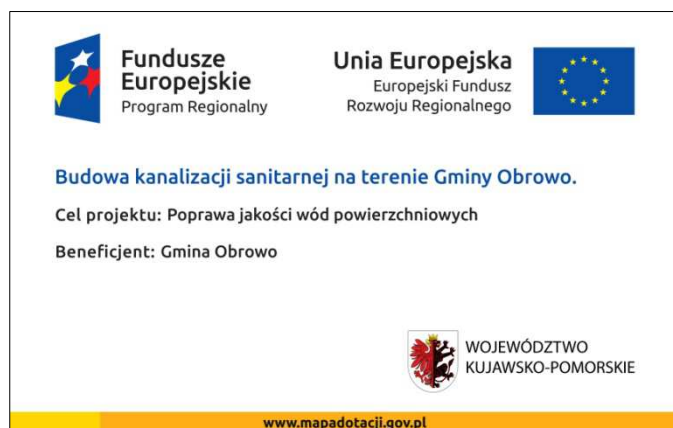 Fundusze
Europejskie
Program Regionalny
Unia Europejska
Europejski Fundusz
Rozwoju Regionalnego
Budowa kanalizacji sanitarnej na terenie Gminy Obrowo.
Cel projektu: Poprawa jakości wód powierzchniowych
Beneficjent: Gmina Obrowo
WOJEWÓDZTWO
KUJAWSKO-POMORSKIE
www.mapadotacji.gov.pl